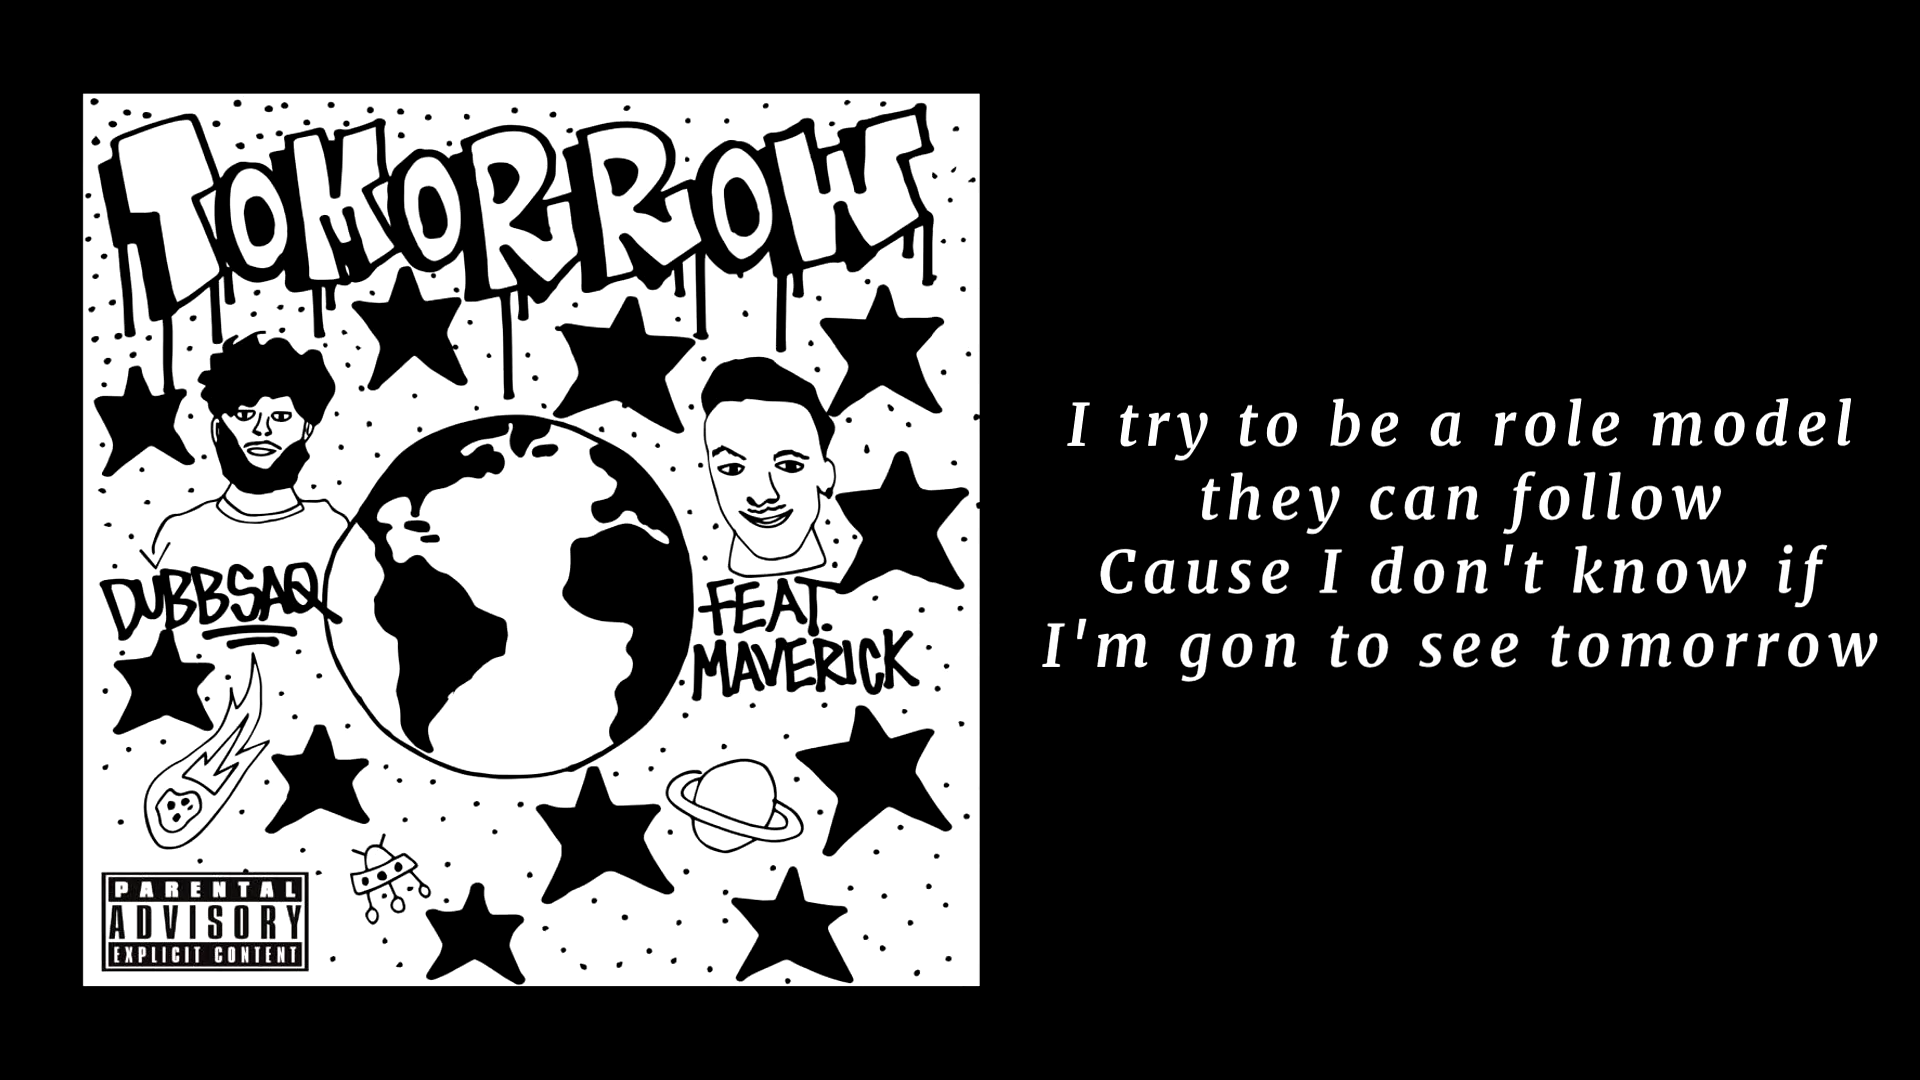 TOMORROW
DUBBSAQ
FEAT.
MAVERICK
PARENTAL
ADVISORY
EXPLICIT CONTENT
I try to be a role model
they can follow
Cause I don't know if
I'm gon to see tomorrow